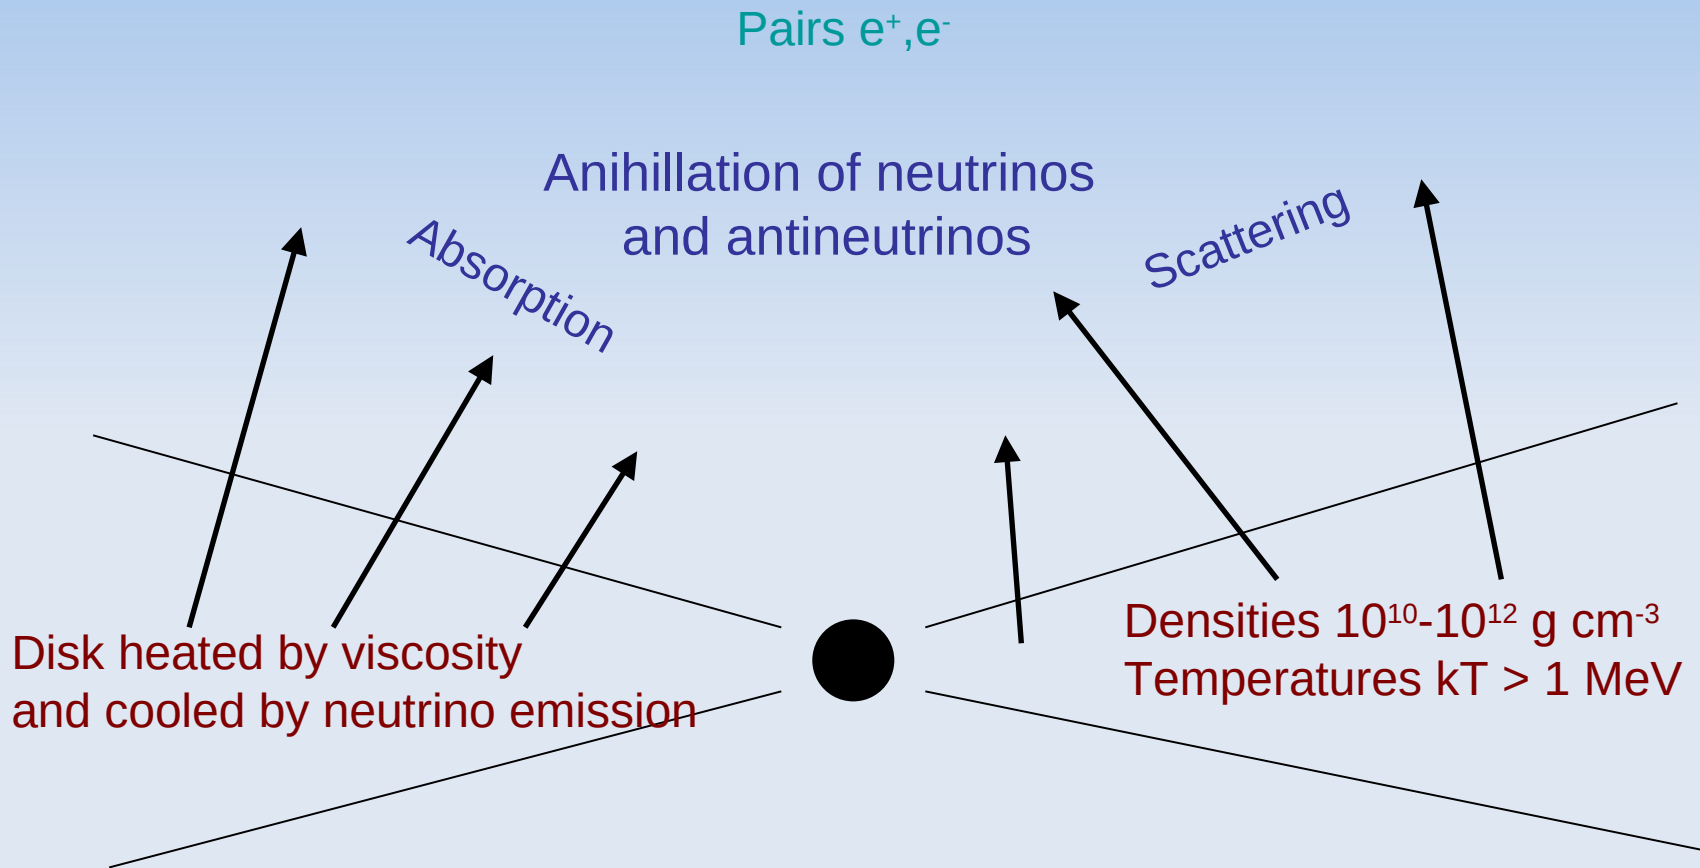 Pairs e⁺,e⁻
Anihillation of neutrinos
and antineutrinos
Absorption
Scattering
Disk heated by viscosity
and cooled by neutrino emission
Densities 10¹⁰-10¹² g cm⁻³
Temperatures kT > 1 MeV